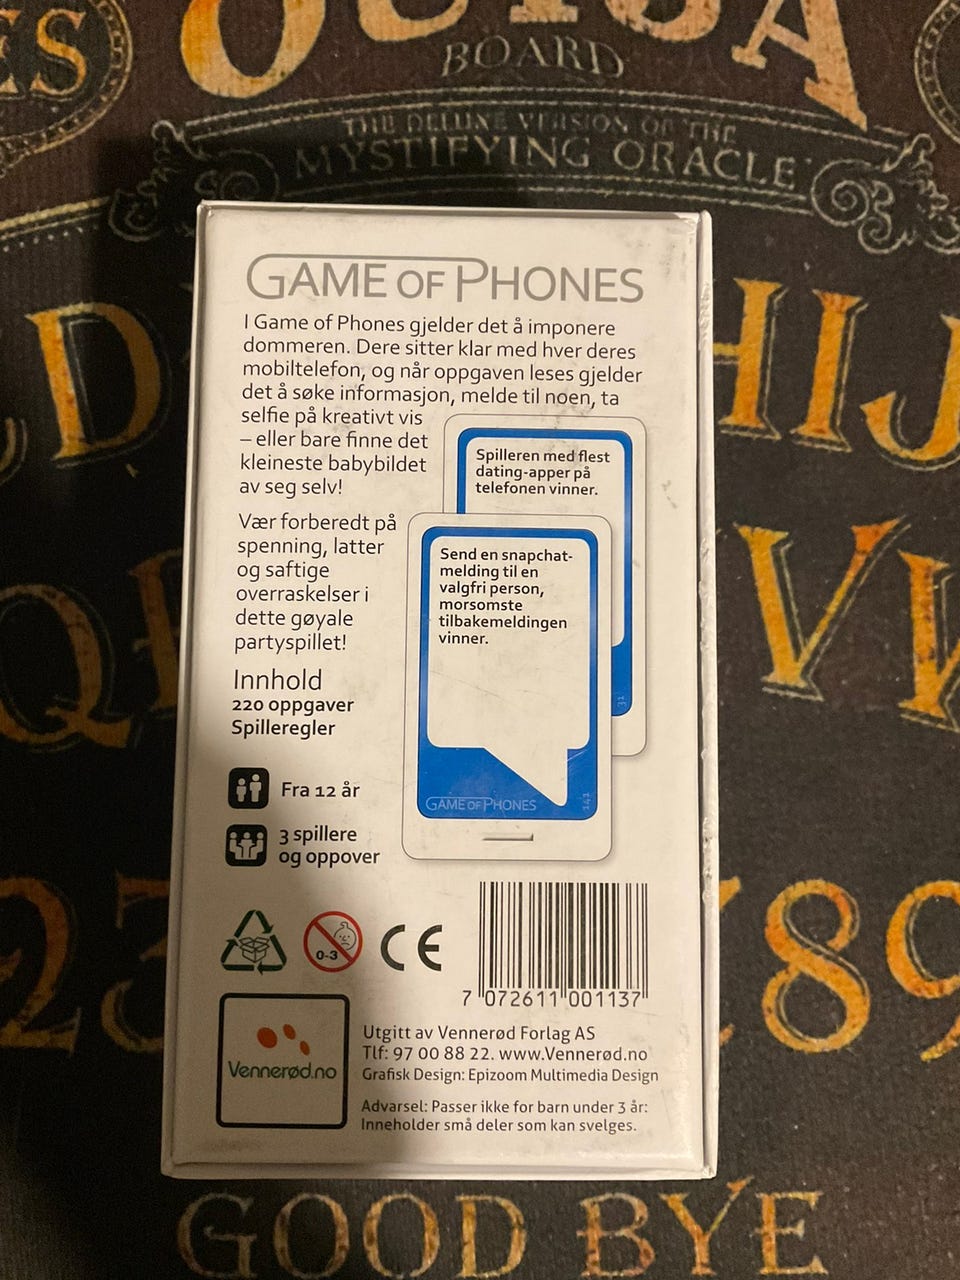 ES
OUIJA
BOARD
THE DELUXE VERSION OF THE
MYSTIFYING ORACLE
GAME OF PHONES
I Game of Phones gjelder det å imponere
dommeren. Dere sitter klar med hver deres
mobiltelefon, og når oppgaven leses gjelder
det å søke informasjon, melde til noen, ta
selfie på kreativt vis
– eller bare finne det
kleineste babybildet
av seg selv!
Vær forberedt på
spenning, latter
og saftige
overraskelser i
dette gøyale
partyspillet!
Spilleren med flest
dating-apper på
telefonen vinner.
31
Send en snapchat-
melding til en
valgfri person,
morsomste
tilbakemeldingen
vinner.
GAME OF PHONES
141
Innhold
220 oppgaver
Spilleregler
Fra 12 år
3 spillere
og oppover
0-3
CE
7 072611 001137
Vennerød.no
Utgitt av Vennerød Forlag AS
Tlf: 97 00 88 22. www.Vennerød.no
Grafisk Design: Epizoom Multimedia Design
Advarsel: Passer ikke for barn under 3 år:
Inneholder små deler som kan svelges.
CD
HIJ
Q
V
23
789
GOOD BYE